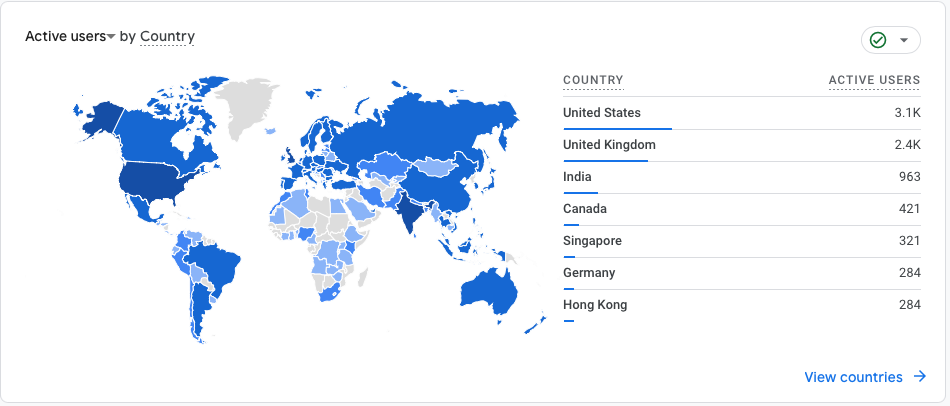 Active users by Country
COUNTRY ACTIVE USERS
United States 3.1K
United Kingdom 2.4K
India 963
Canada 421
Singapore 321
Germany 284
Hong Kong 284
View countries →